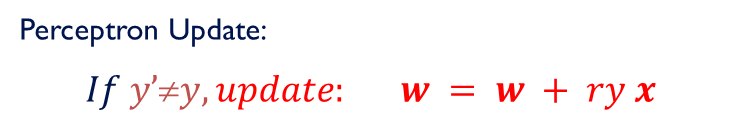 Perceptron Update:
If y’≠y, update: w = w + ry x